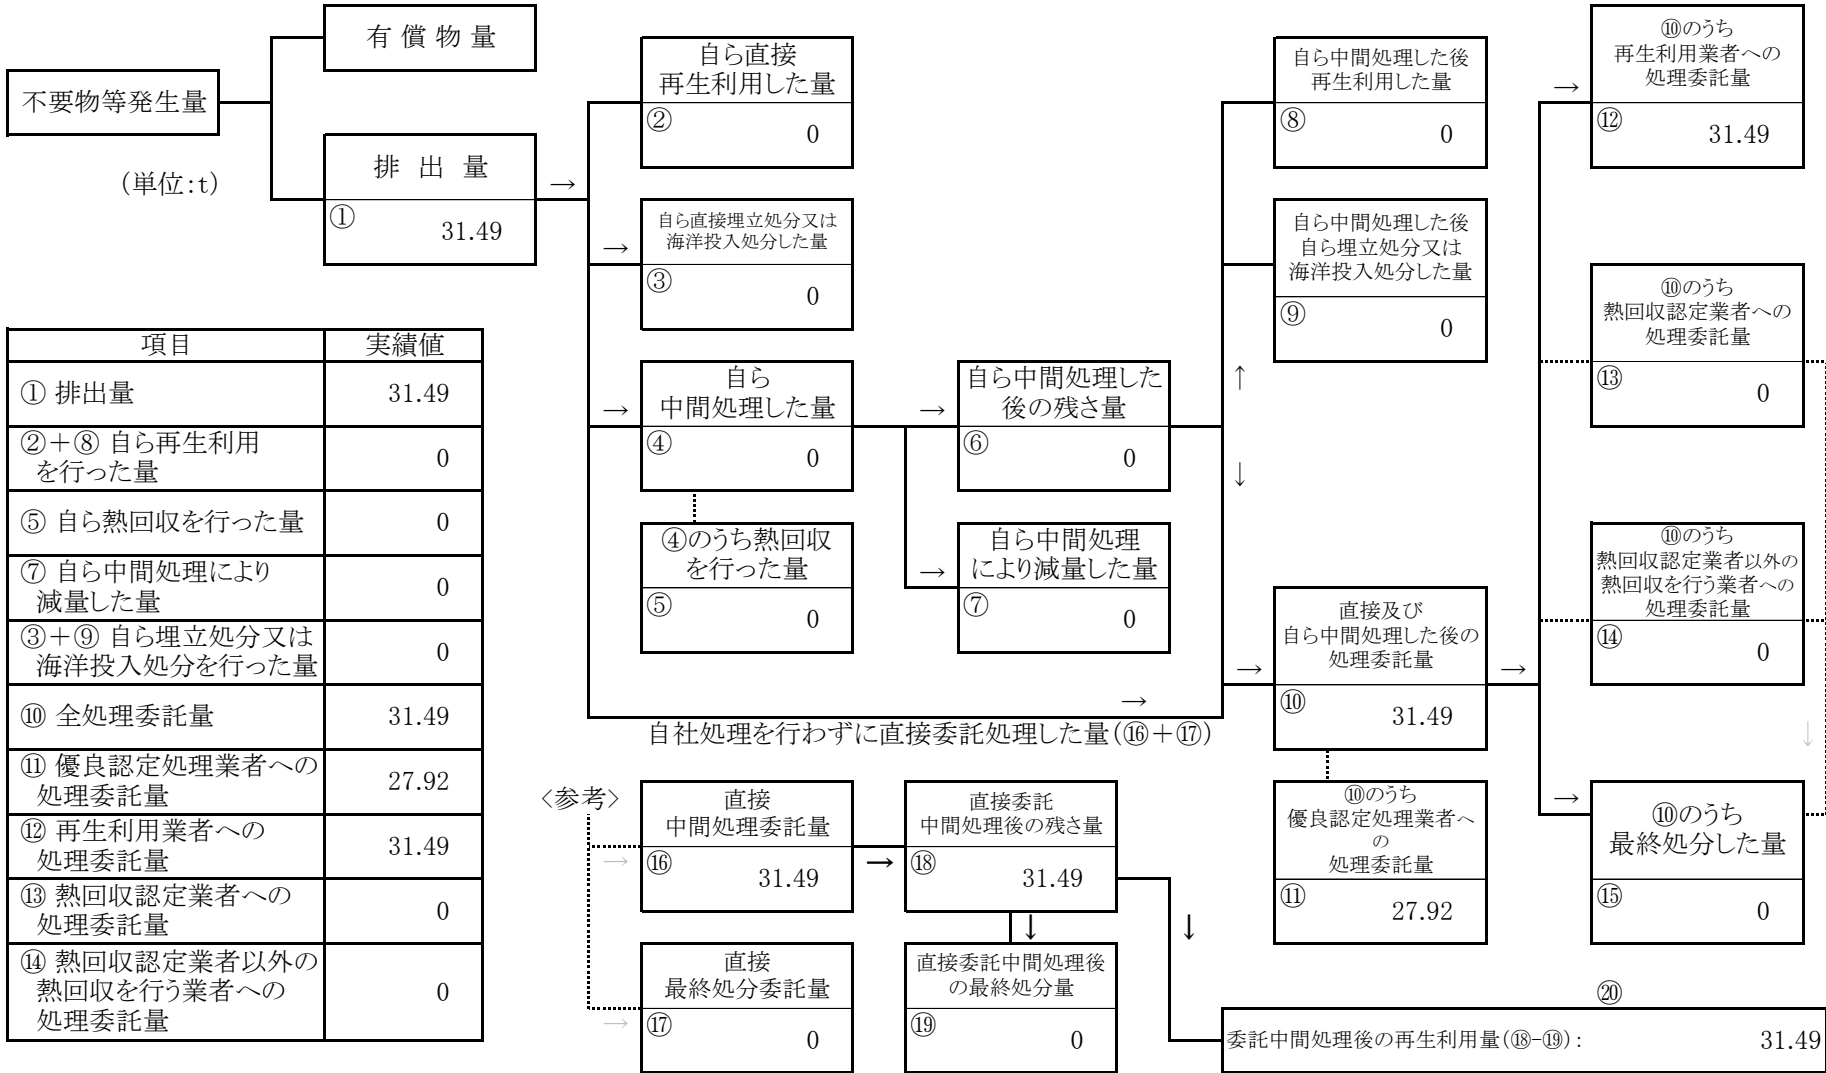 有 償 物 量
不要物等発生量
(単位:t)
排 出 量
①
31.49
→
自ら直接
再生利用した量
②
0
→
自ら直接埋立処分又は
海洋投入処分した量
③
0
→
自ら
中間処理した量
④
0
④のうち熱回収
を行った量
⑤
0
→
自ら中間処理した
後の残さ量
⑥
0
→
自ら中間処理
により減量した量
⑦
0
↑
↓
自ら中間処理した後
再生利用した量
⑧
0
自ら中間処理した後
自ら埋立処分又は
海洋投入処分した量
⑨
0
→
自社処理を行わずに直接委託処理した量(⑯+⑰)
→
直接及び
自ら中間処理した後の
処理委託量
⑩
31.49
⑩のうち
優良認定処理業者へ
の
処理委託量
⑪
27.92
→
→
⑩のうち
再生利用業者への
処理委託量
⑫
31.49
⑩のうち
熱回収認定業者への
処理委託量
⑬
0
⑩のうち
熱回収認定業者以外の
熱回収を行う業者への
処理委託量
⑭
0
↓
→
⑩のうち
最終処分した量
⑮
0
項目 実績値
① 排出量 31.49
②+⑧ 自ら再生利用
を行った量 0
⑤ 自ら熱回収を行った量 0
⑦ 自ら中間処理により
減量した量 0
③+⑨ 自ら埋立処分又は
海洋投入処分を行った量 0
⑩ 全処理委託量 31.49
⑪ 優良認定処理業者への
処理委託量 27.92
⑫ 再生利用業者への
処理委託量 31.49
⑬ 熱回収認定業者への
処理委託量 0
⑭ 熱回収認定業者以外の
熱回収を行う業者への
処理委託量 0
〈参考〉
→
直接
中間処理委託量
⑯
31.49
→
直接委託
中間処理後の残さ量
⑱
31.49
↓
↓
→
直接
最終処分委託量
⑰
0
直接委託中間処理後
の最終処分量
⑲
0
⑳
委託中間処理後の再生利用量(⑱-⑲): 31.49